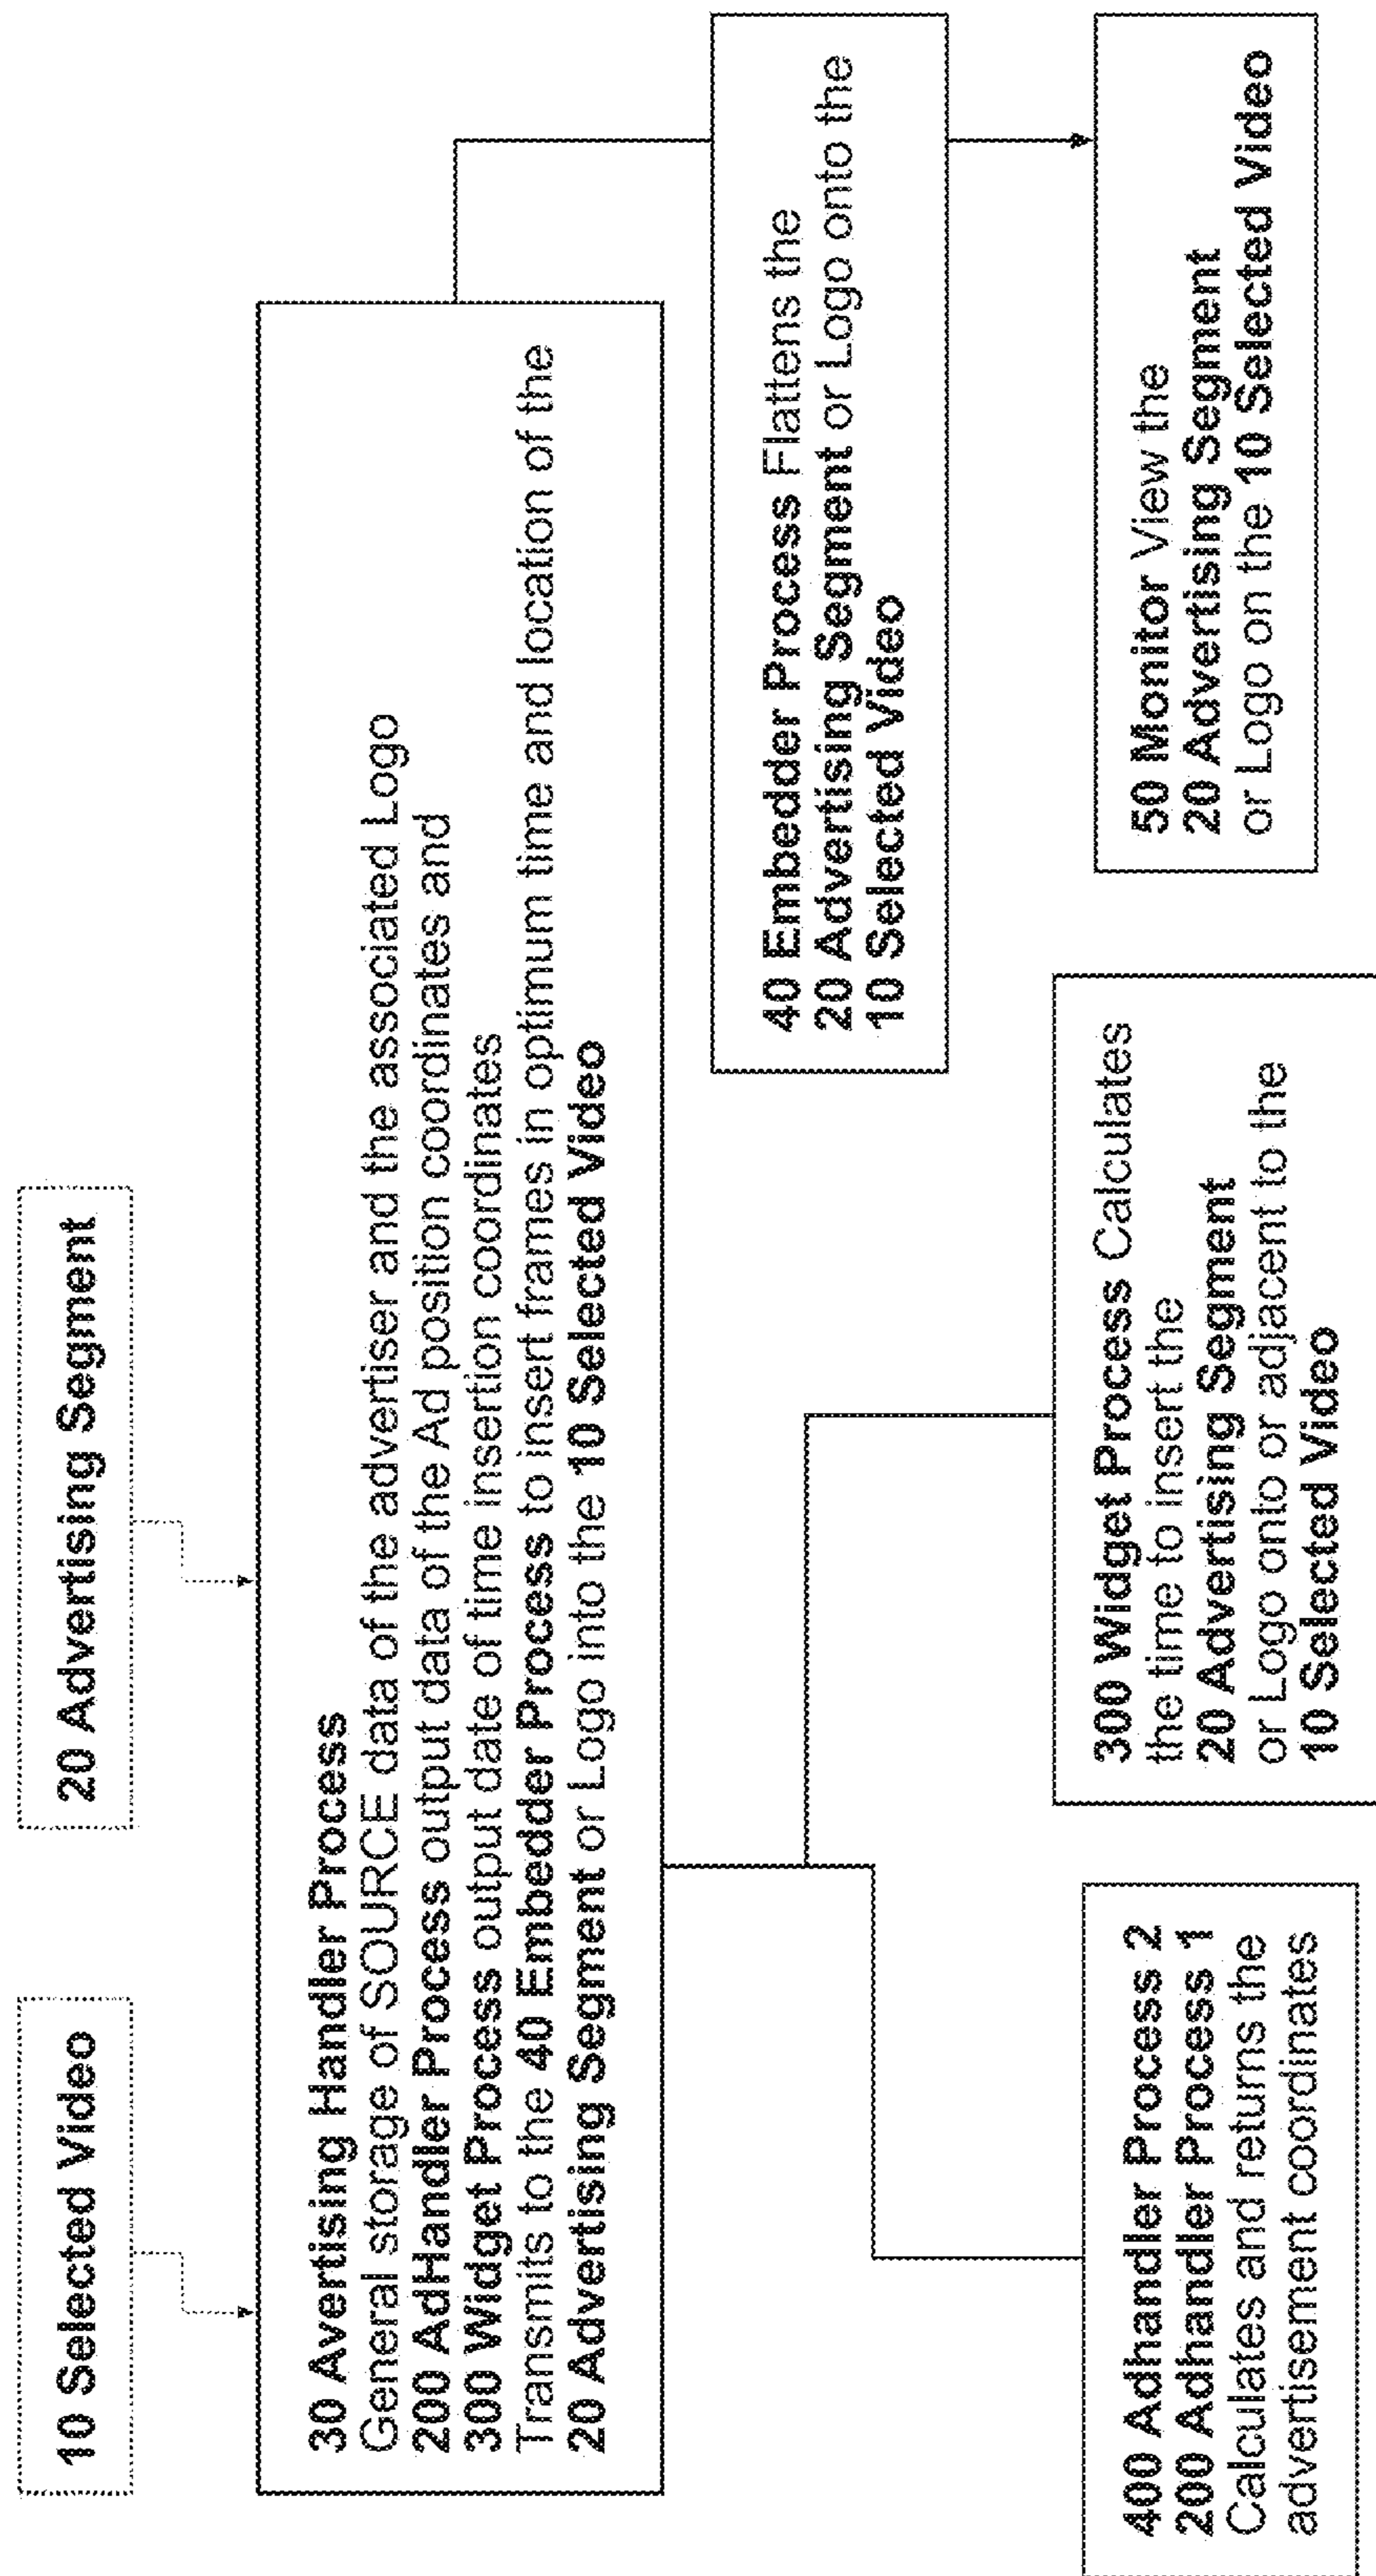 10 Selected Video
20 Advertising Segment
30 Avertising Handler Process
General storage of SOURCE data of the advertiser and the associated Logo
200 AdHandler Process output data of the Ad position coordinates and
300 Widget Process output date of time insertion coordinates
Transmits to the 40 Embedder Process to insert frames in optimum time and location of the
20 Advertising Segment or Logo into the 10 Selected Video
40 Embedder Process Flattens the
20 Advertising Segment or Logo onto the
10 Selected Video
400 Adhandler Process 2
200 Adhandler Process 1
Calculates and returns the
advertisement coordinates
300 Widget Process Calculates
the time to insert the
20 Advertising Segment
or Logo onto or adjacent to the
10 Selected Video
50 Monitor View the
20 Advertising Segment
or Logo on the 10 Selected Video